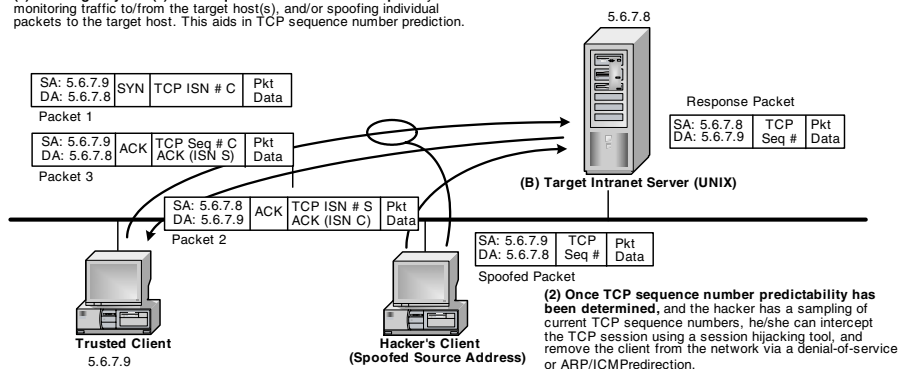 monitoring traffic to/from the target host(s), and/or spoofing individual
packets to the target host. This aids in TCP sequence number prediction.
5.6.7.8
SA: 5.6.7.9
DA: 5.6.7.8
SYN
TCP ISN # C
Pkt
Data
Packet 1
Response Packet
SA: 5.6.7.8
DA: 5.6.7.9
TCP
Seq #
Pkt
Data
SA: 5.6.7.9
DA: 5.6.7.8
ACK
TCP Seq # C
ACK (ISN S)
Pkt
Data
Packet 3
(B) Target Intranet Server (UNIX)
SA: 5.6.7.8
DA: 5.6.7.9
ACK
TCP ISN # S
ACK (ISN C)
Pkt
Data
Packet 2
SA: 5.6.7.9
DA: 5.6.7.8
TCP
Seq #
Pkt
Data
Spoofed Packet
Trusted Client
5.6.7.9
Hacker's Client
(Spoofed Source Address)
(2) Once TCP sequence number predictability has
been determined, and the hacker has a sampling of
current TCP sequence numbers, he/she can intercept
the TCP session using a session hijacking tool, and
remove the client from the network via a denial-of-service
or ARP/ICMPredirection.